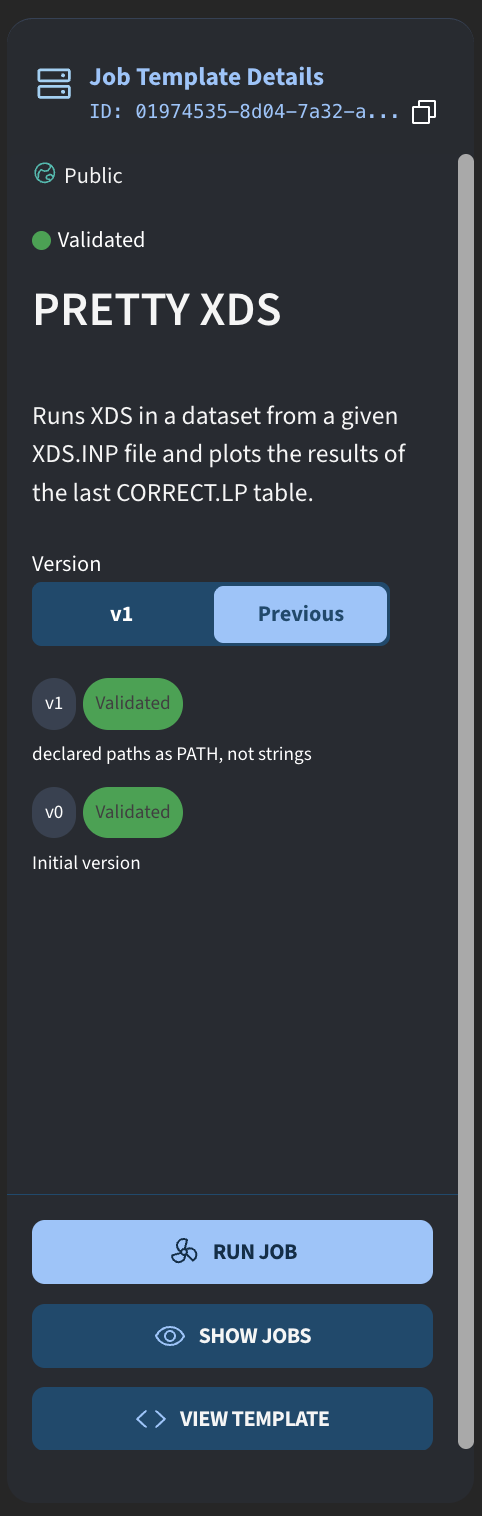 Job Template Details
ID: 01974535-8d04-7a32-a...
Public
Validated
PRETTY XDS
Runs XDS in a dataset from a given
XDS.INP file and plots the results of
the last CORRECT.LP table.
Version
v1 Previous
v1 Validated
declared paths as PATH, not strings
v0 Validated
Initial version
RUN JOB
SHOW JOBS
VIEW TEMPLATE